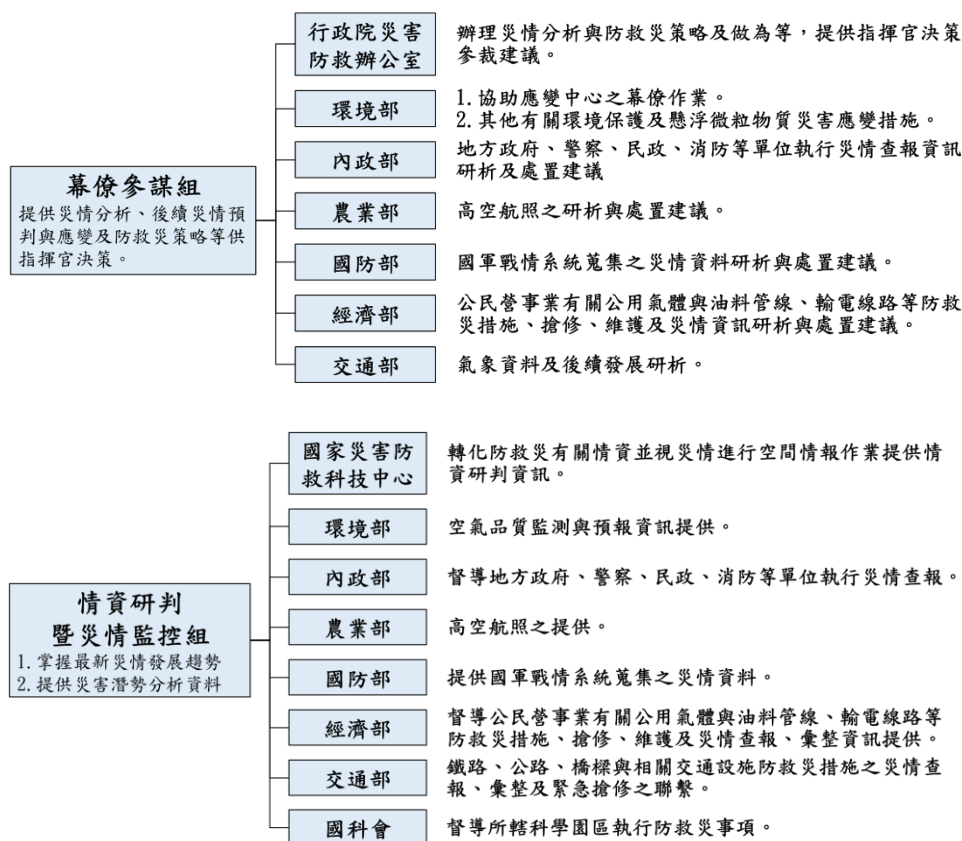 幕僚參謀組
提供災情分析、後續災情預
判與應變及防救災策略等供
指揮官決策。
行政院災害
防救辦公室
辦理災情分析與防救災策略及做為等，提供指揮官決策
參裁建議。
環境部
1.協助應變中心之幕僚作業。
2.其他有關環境保護及懸浮微粒物質災害應變措施。
內政部
地方政府、警察、民政、消防等單位執行災情查報資訊
研析及處置建議
農業部
高空航照之研析與處置建議。
國防部
國軍戰情系統蒐集之災情資料研析與處置建議。
經濟部
公民營事業有關公用氣體與油料管線、輸電線路等防救
災措施、搶修、維護及災情資訊研析與處置建議。
交通部
氣象資料及後續發展研析。
情資研判
暨災情監控組
1.掌握最新災情發展趨勢
2.提供災害潛勢分析資料
國家災害防
救科技中心
轉化防救災有關情資並視災情進行空間情報作業提供情
資研判資訊。
環境部
空氣品質監測與預報資訊提供。
內政部
督導地方政府、警察、民政、消防等單位執行災情查報。
農業部
高空航照之提供。
國防部
提供國軍戰情系統蒐集之災情資料。
經濟部
督導公民營事業有關公用氣體與油料管線、輸電線路等
防救災措施、搶修、維護及災情查報、彙整資訊提供。
交通部
鐵路、公路、橋樑與相關交通設施防救災措施之災情查
報、彙整及緊急搶修之聯繫。
國科會
督導所轄科學園區執行防救災事項。